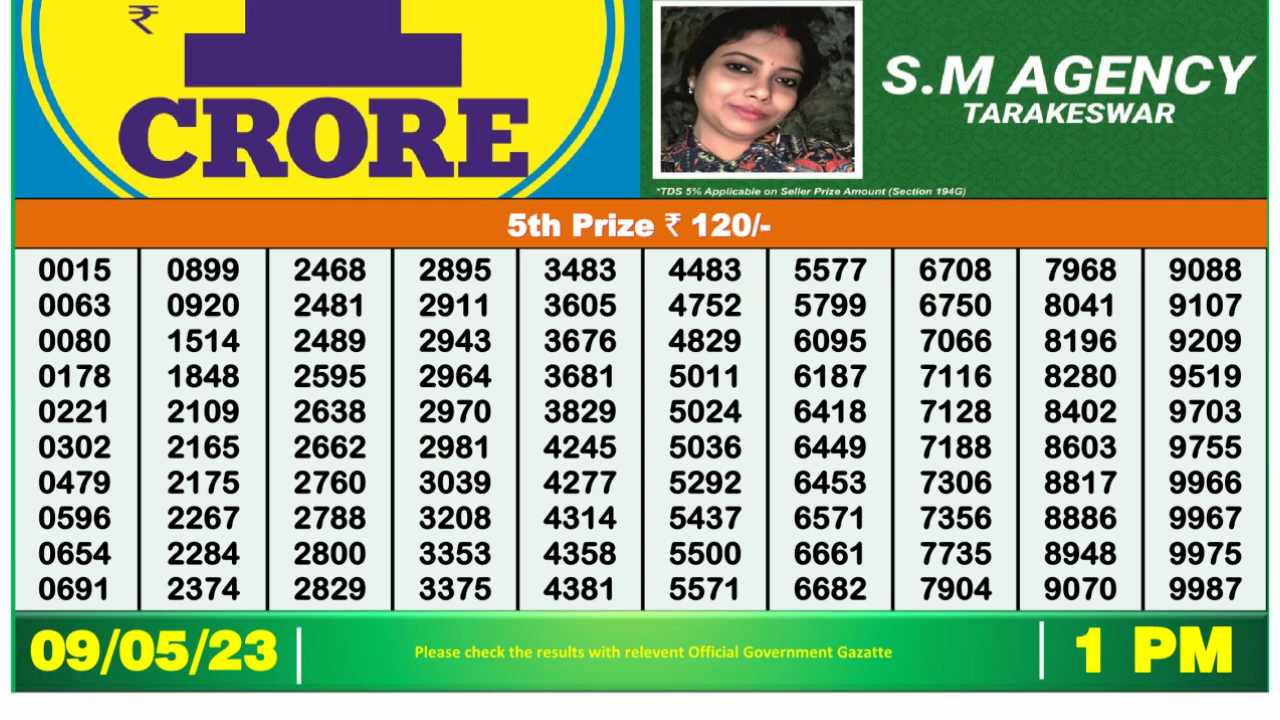 ₹
1
CRORE
S.M AGENCY
TARAKESWAR
*TDS 5% Applicable on Seller Prize Amount (Section 194G)
5th Prize ₹ 120/-
0015 0899 2468 2895 3483 4483 5577 6708 7968 9088
0063 0920 2481 2911 3605 4752 5799 6750 8041 9107
0080 1514 2489 2943 3676 4829 6095 7066 8196 9209
0178 1848 2595 2964 3681 5011 6187 7116 8280 9519
0221 2109 2638 2970 3829 5024 6418 7128 8402 9703
0302 2165 2662 2981 4245 5036 6449 7188 8603 9755
0479 2175 2760 3039 4277 5292 6453 7306 8817 9966
0596 2267 2788 3208 4314 5437 6571 7356 8886 9967
0654 2284 2800 3353 4358 5500 6661 7735 8948 9975
0691 2374 2829 3375 4381 5571 6682 7904 9070 9987
09/05/23
Please check the results with relevent Official Government Gazatte
1 PM